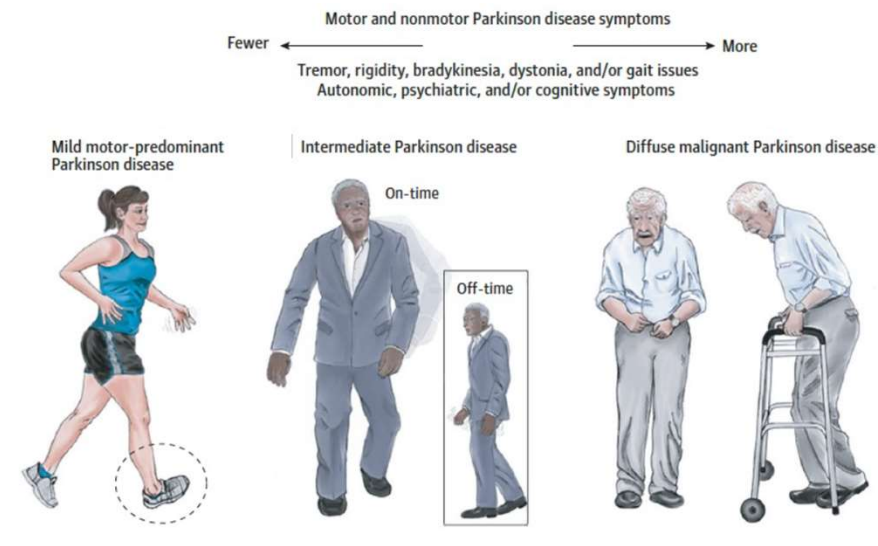 Motor and nonmotor Parkinson disease symptoms
Fewer
More
Tremor, rigidity, bradykinesia, dystonia, and/or gait issues
Autonomic, psychiatric, and/or cognitive symptoms
Mild motor-predominant
Parkinson disease
Intermediate Parkinson disease
On-time
Off-time
Diffuse malignant Parkinson disease